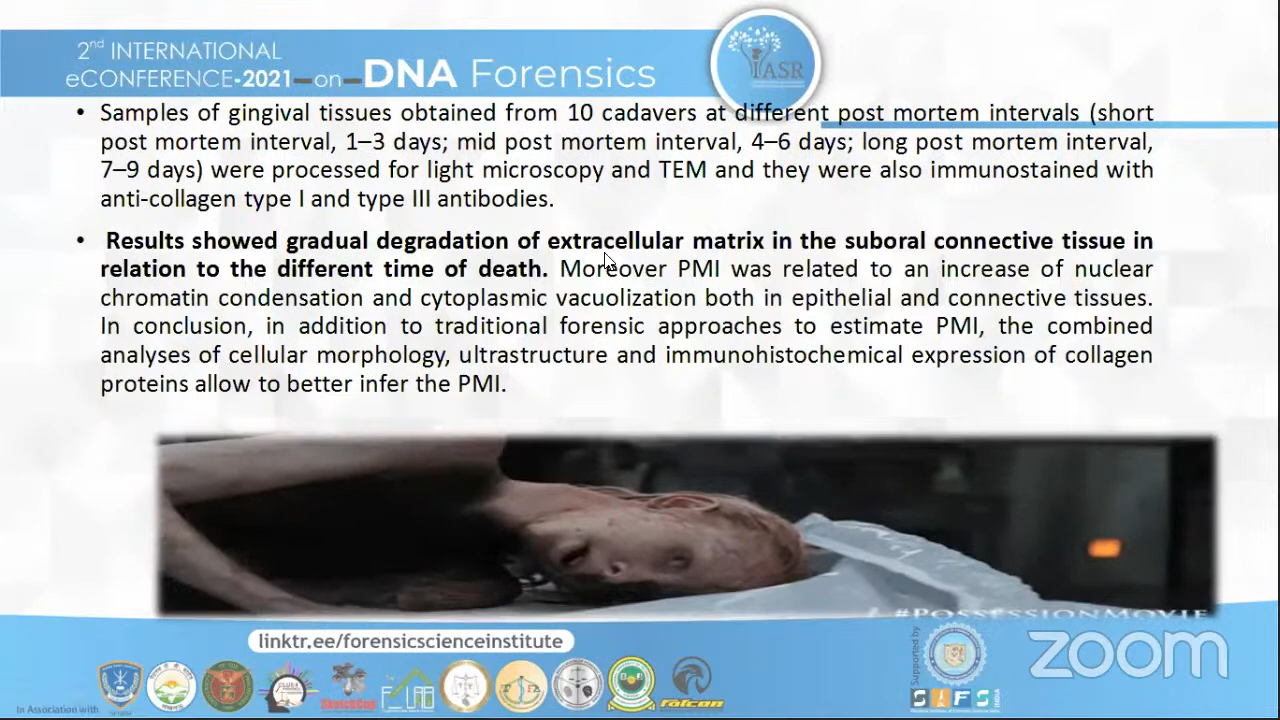 2nd INTERNATIONAL
eCONFERENCE-2021-on-DNA Forensics
IASR
• Samples of gingival tissues obtained from 10 cadavers at different post mortem intervals (short
post mortem interval, 1–3 days; mid post mortem interval, 4–6 days; long post mortem interval,
7–9 days) were processed for light microscopy and TEM and they were also immunostained with
anti-collagen type I and type III antibodies.
• Results showed gradual degradation of extracellular matrix in the suboral connective tissue in
relation to the different time of death. Moreover PMI was related to an increase of nuclear
chromatin condensation and cytoplasmic vacuolization both in epithelial and connective tissues.
In conclusion, in addition to traditional forensic approaches to estimate PMI, the combined
analyses of cellular morphology, ultrastructure and immunohistochemical expression of collagen
proteins allow to better infer the PMI.
#POSSESSIONMOVIE
linktr.ee/forensicscienceinstitute
In Association with
SketchCop
falcon
Supported by
SIFS
INDIA
zoom